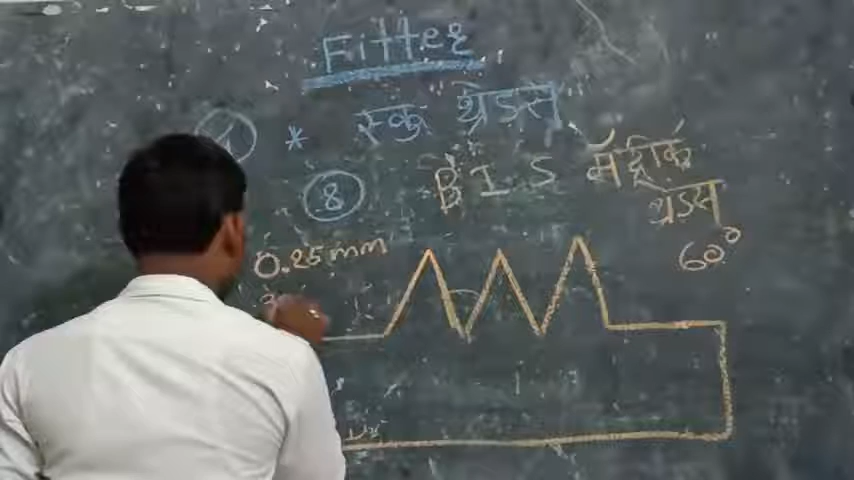 Fitter
* स्क्रू थ्रेडस
8 BIS मैट्रिक
थ्रेडस
60°
0.25mm